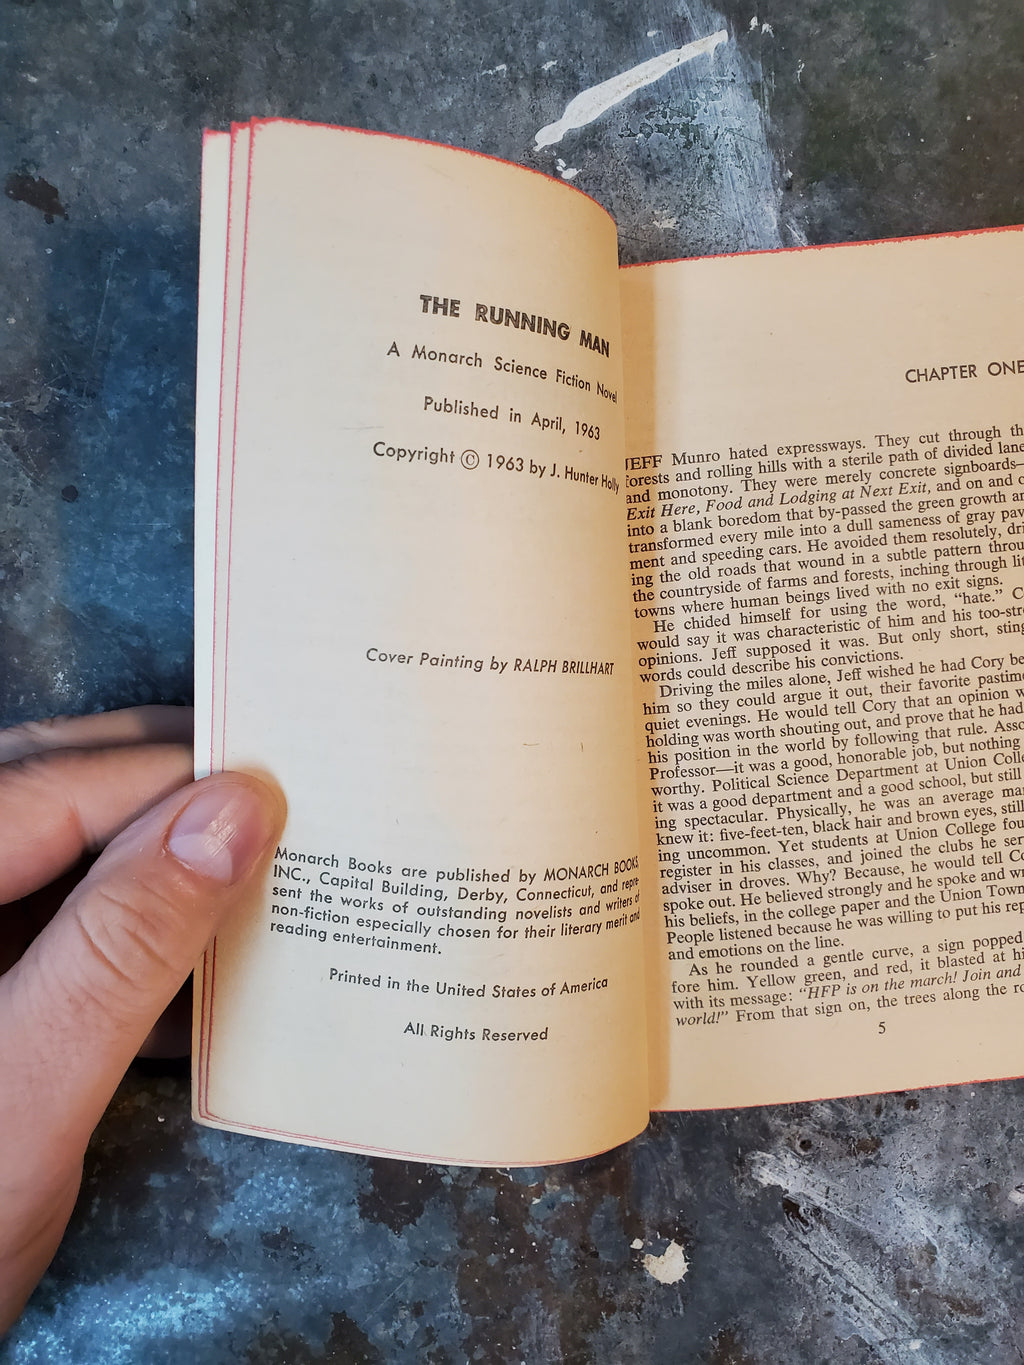 THE RUNNING MAN
A Monarch Science Fiction Novel
Published in April, 1963
Copyright © 1963 by J. Hunter Holly
Cover Painting by RALPH BRILLHART
Monarch Books are published by MONARCH BOOKS,
INC., Capital Building, Derby, Connecticut, and repre-
sent the works of outstanding novelists and writers of
non-fiction especially chosen for their literary merit and
reading entertainment.
Printed in the United States of America
All Rights Reserved
CHAPTER ONE
JEFF Munro hated expressways. They cut through
forests and rolling hills with a sterile path of divided
and monotony. They were merely concrete signboards—
Exit Here, Food and Lodging at Next Exit, and on and
into a blank boredom that by-passed the green growth
transformed every mile into a dull sameness of gray pav
ment and speeding cars. He avoided them resolutely, dri
ing the old roads that wound in a subtle pattern
the countryside of farms and forests, inching through
towns where human beings lived with no exit signs.
He chided himself for using the word, “hate.”
would say it was characteristic of him and his
opinions. Jeff supposed it was. But only short,
words could describe his convictions.
Driving the miles alone, Jeff wished he had Cory
him so they could argue it out, their favorite
quiet evenings. He would tell Cory that an opinion
holding was worth shouting out, and prove that he had
his position in the world by following that rule.
Professor—it was a good, honorable job, but nothing
worthy. Political Science Department at Union
it was a good department and a good school, but still
ing spectacular. Physically, he was an average
knew it: five-feet-ten, black hair and brown eyes, still
ing uncommon. Yet students at Union College
register in his classes, and joined the clubs he
adviser in droves. Why? Because, he would tell
spoke out. He believed strongly and he spoke and
his beliefs, in the college paper and the Union Town
People listened because he was willing to put his
and emotions on the line.
As he rounded a gentle curve, a sign popped
fore him. Yellow green, and red, it blasted at
with its message: “HFP is on the march! Join and
world!” From that sign on, the trees along the
5